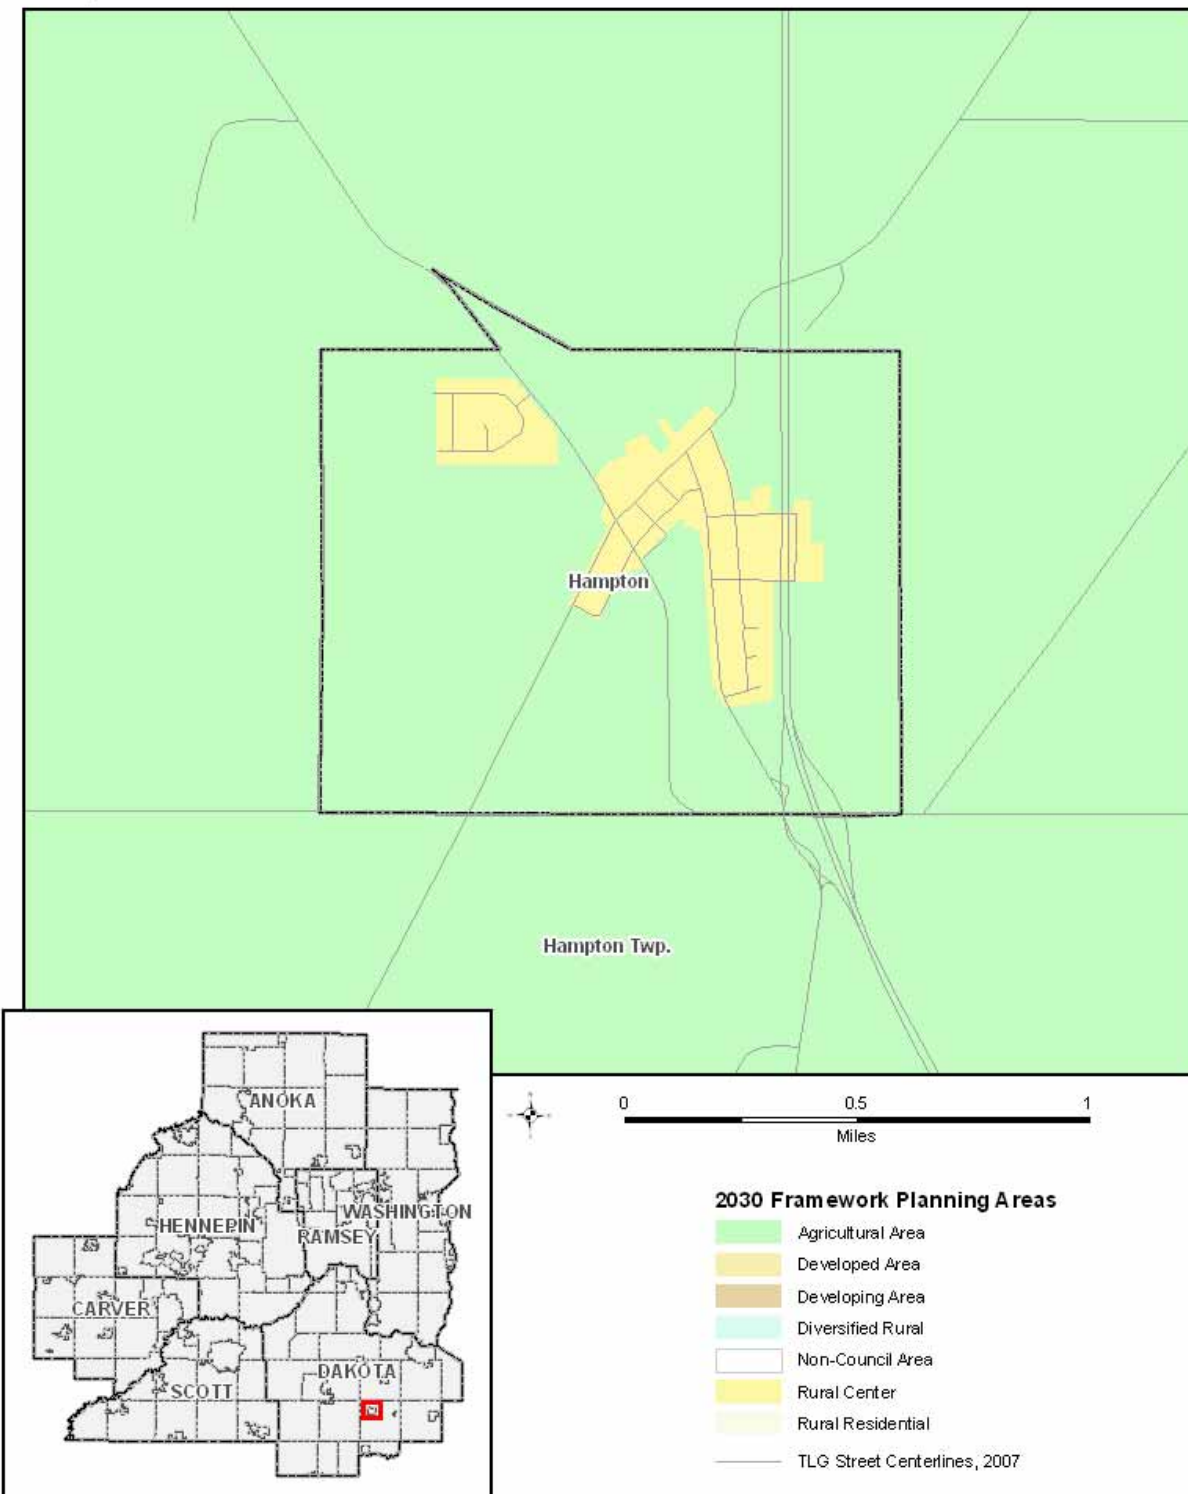 Hampton
Hampton Twp.
ANOKA
HENNEPIN
WASHINGTON
RAMSEY
CARVER
SCOTT
DAKOTA
0 0.5 1
Miles
2030 Framework Planning Areas
Agricultural Area
Developed Area
Developing Area
Diversified Rural
Non-Council Area
Rural Center
Rural Residential
TLG Street Centerlines, 2007